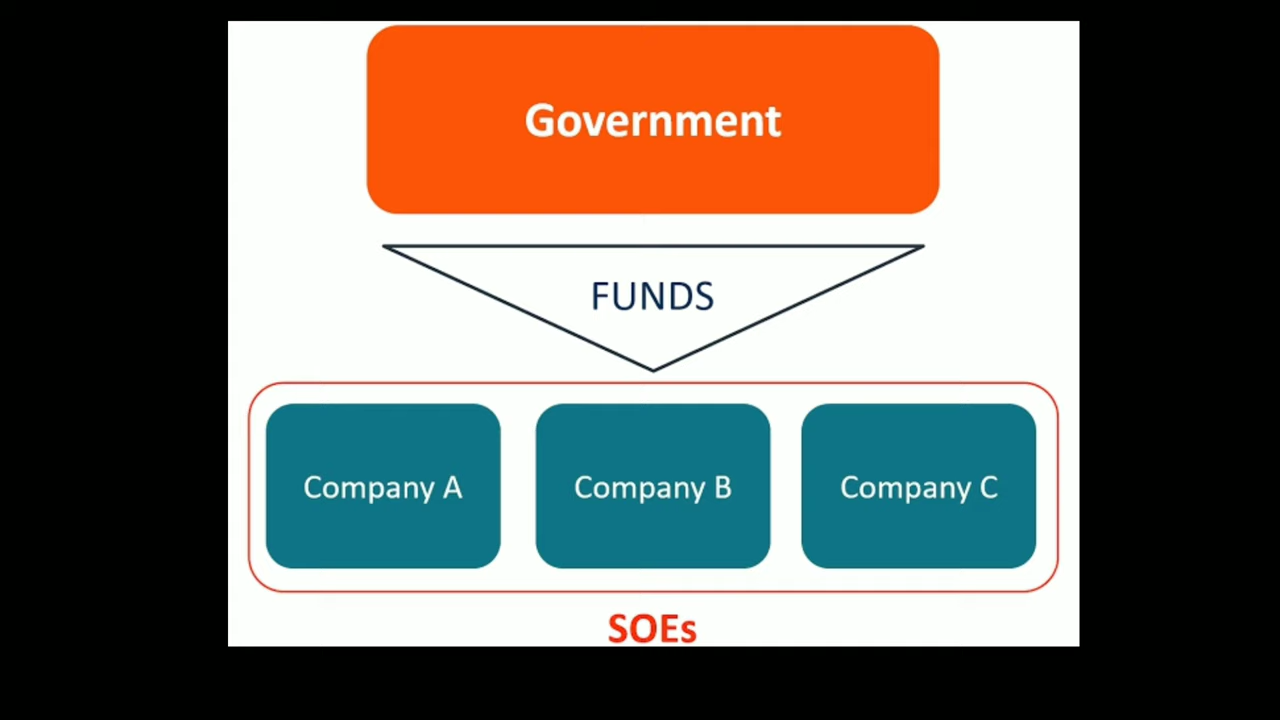 Government
FUNDS
Company A
Company B
Company C
SOEs